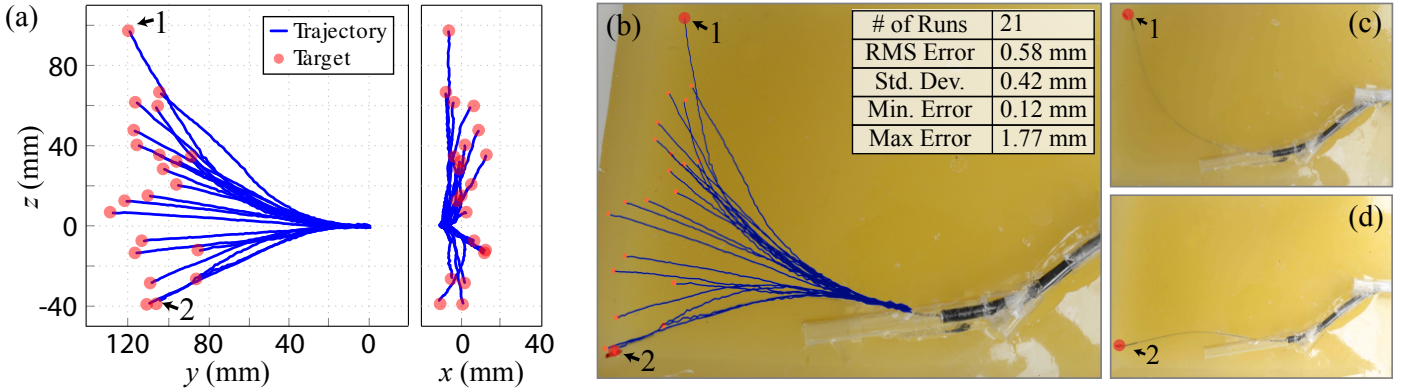 (a)
1
Trajectory
Target
80
40
0
-40
z (mm)
120 80 40 0
y (mm)
2
0 40
x (mm)
(b)
1
# of Runs 21
RMS Error 0.58 mm
Std. Dev. 0.42 mm
Min. Error 0.12 mm
Max Error 1.77 mm
2
(c)
1
(d)
2